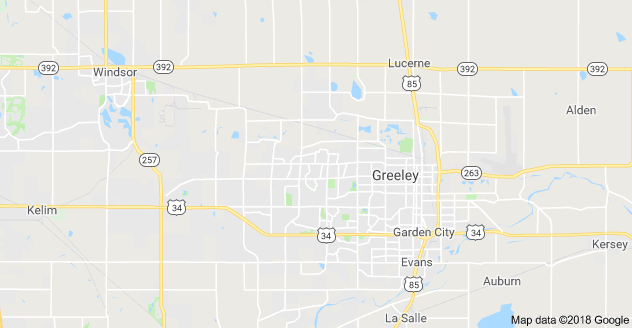 392
Windsor
392
Lucerne
392
392
85
Alden
257
Greeley
263
Kelim
34
34
Garden City
34
Kersey
Evans
85
Auburn
La Salle
Map data ©2018 Google